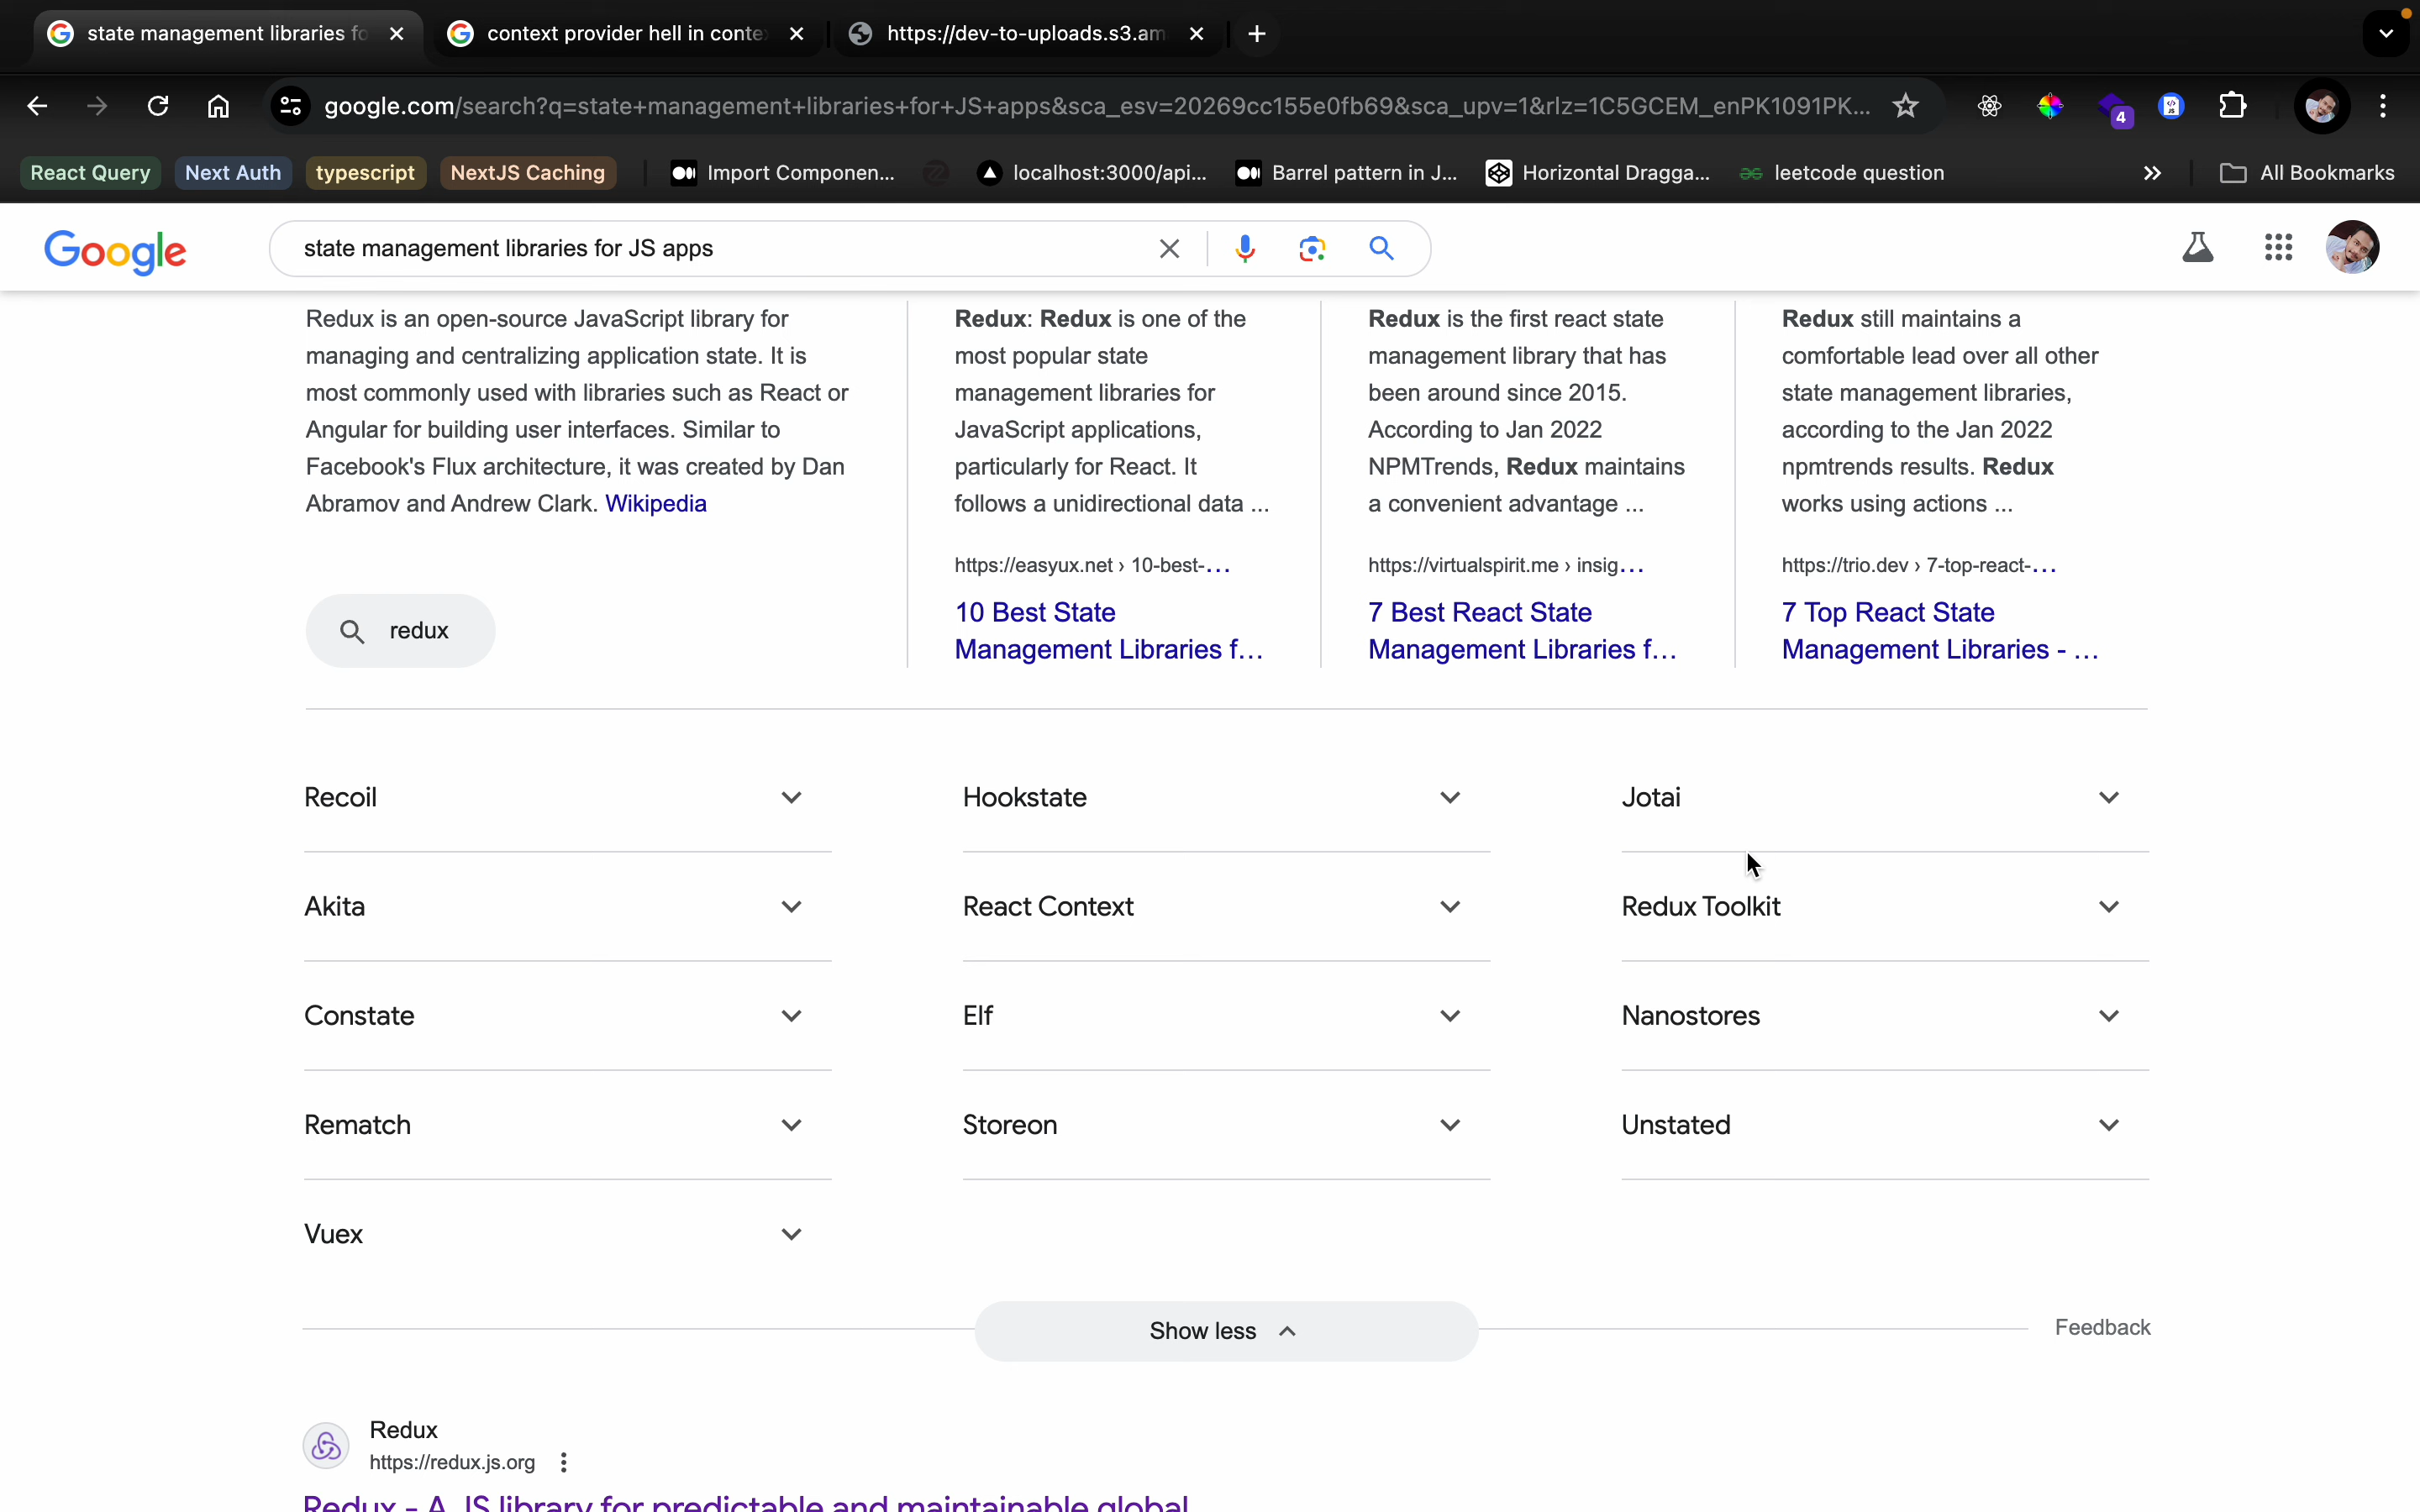 state management libraries fo
context provider hell in conte
https://dev-to-uploads.s3.am
google.com/search?q=state+management+libraries+for+JS+apps&sca_esv=20269cc155e0fb69&sca_upv=1&rlz=1C5GCEM_enPK1091PK...
4
React Query Next Auth typescript NextJS Caching Import Componen... localhost:3000/api... Barrel pattern in J... Horizontal Dragga... leetcode question All Bookmarks
Google state management libraries for JS apps
Redux is an open-source JavaScript library for
managing and centralizing application state. It is
most commonly used with libraries such as React or
Angular for building user interfaces. Similar to
Facebook's Flux architecture, it was created by Dan
Abramov and Andrew Clark. Wikipedia
redux
Redux: Redux is one of the
most popular state
management libraries for
JavaScript applications,
particularly for React. It
follows a unidirectional data ...
https://easyux.net › 10-best-...
10 Best State
Management Libraries f...
Redux is the first react state
management library that has
been around since 2015.
According to Jan 2022
NPMTrends, Redux maintains
a convenient advantage ...
https://virtualspirit.me › insig...
7 Best React State
Management Libraries f...
Redux still maintains a
comfortable lead over all other
state management libraries,
according to the Jan 2022
npmtrends results. Redux
works using actions ...
https://trio.dev › 7-top-react-...
7 Top React State
Management Libraries - ...
Recoil Hookstate Jotai
Akita React Context Redux Toolkit
Constate Elf Nanostores
Rematch Storeon Unstated
Vuex
Show less
Feedback
Redux
https://redux.js.org
Redux - A JS library for predictable and maintainable global